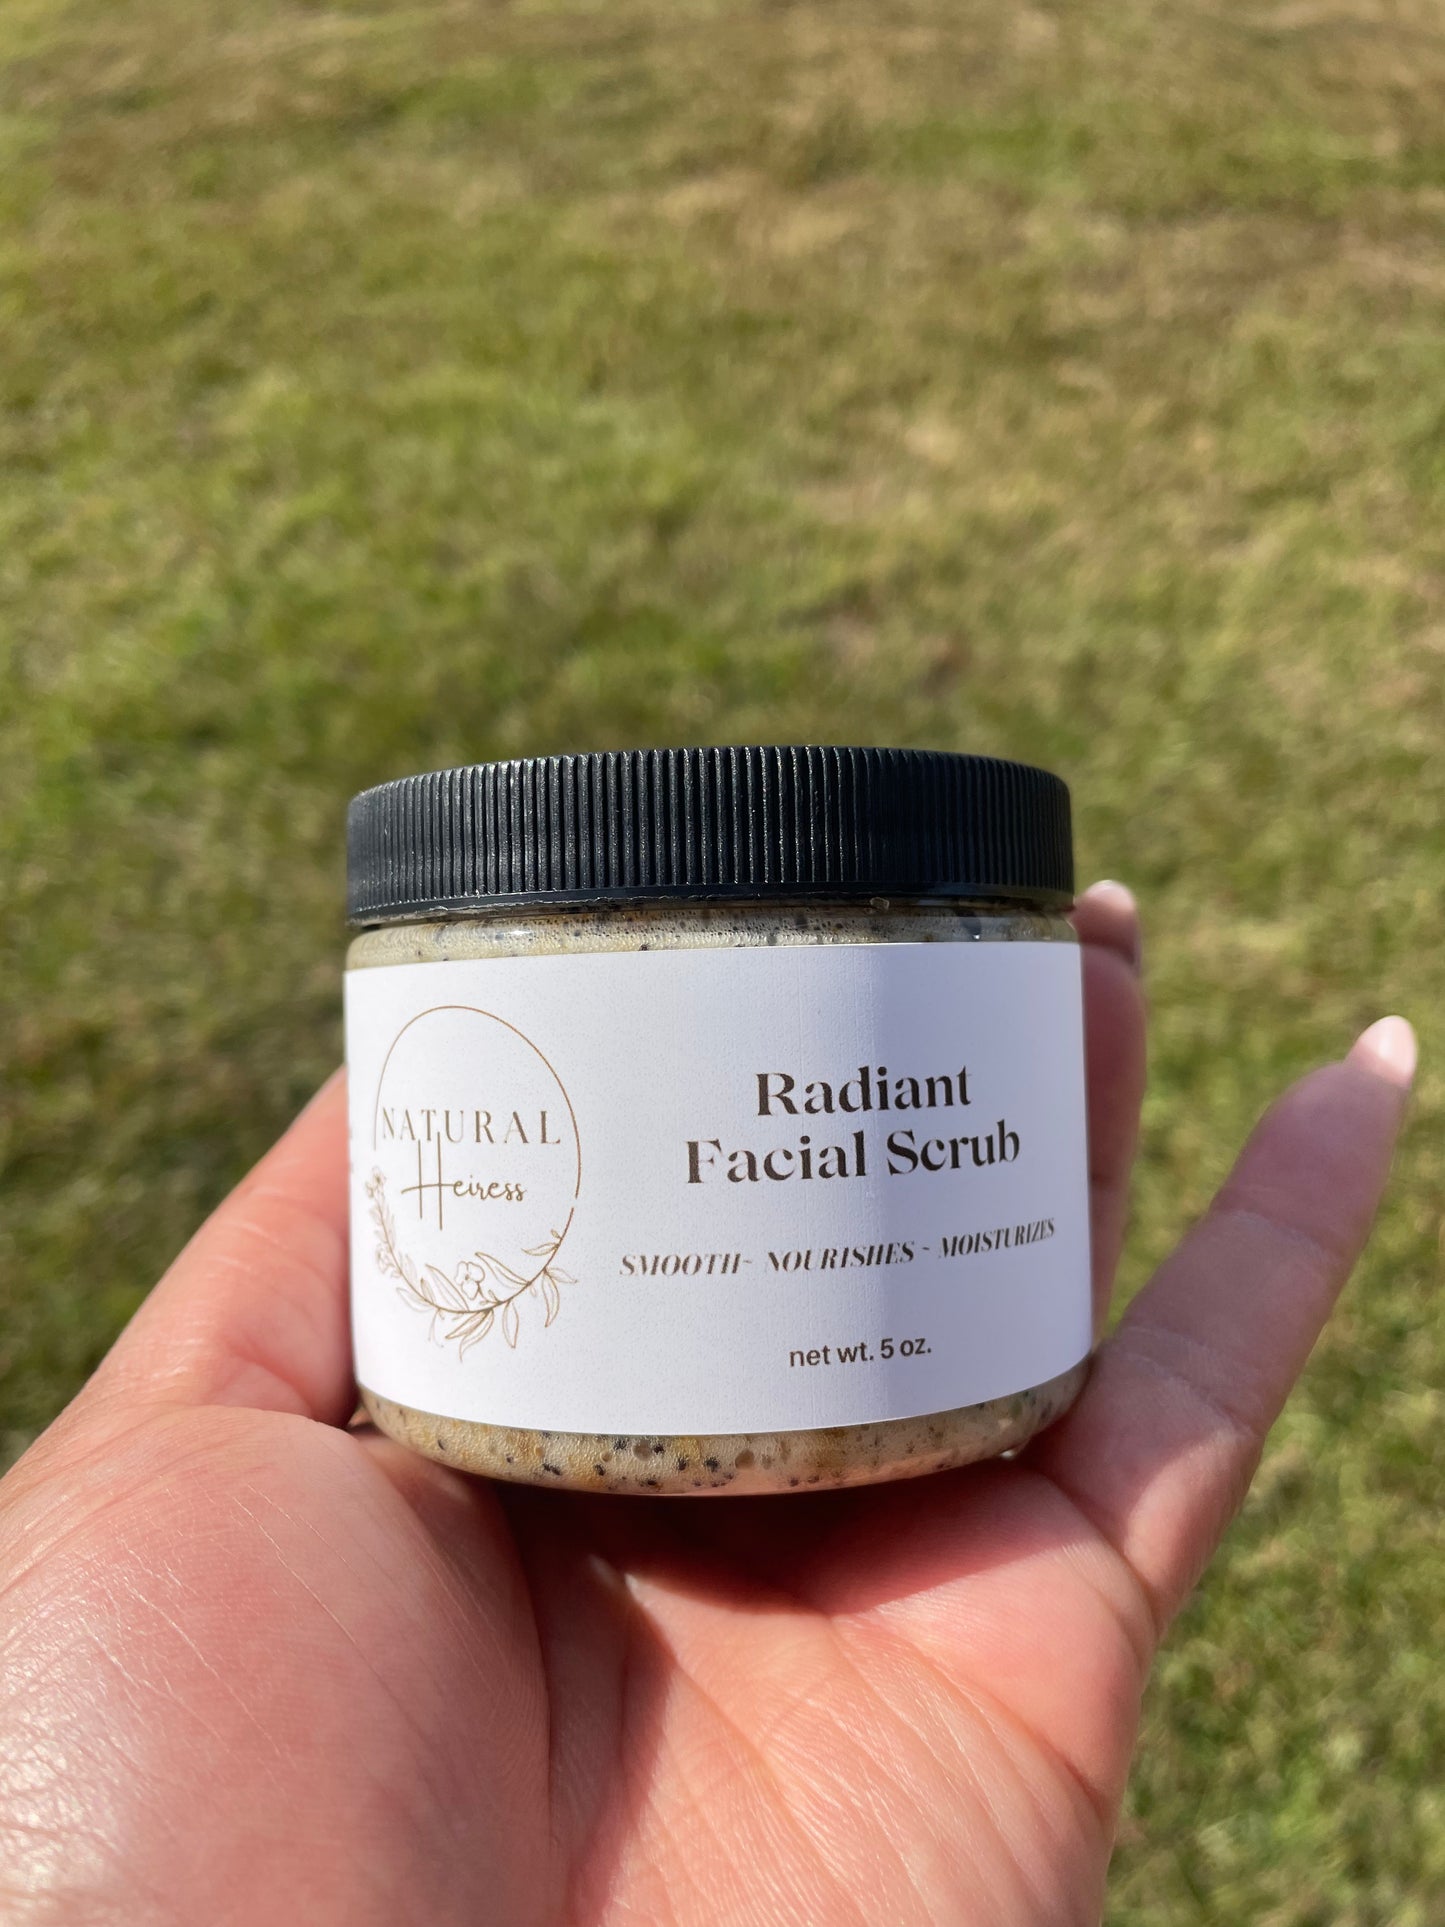 NATURAL
Heiress
Radiant
Facial Scrub
SMOOTH~ NOURISHES ~ MOISTURIZES
net wt. 5 oz.